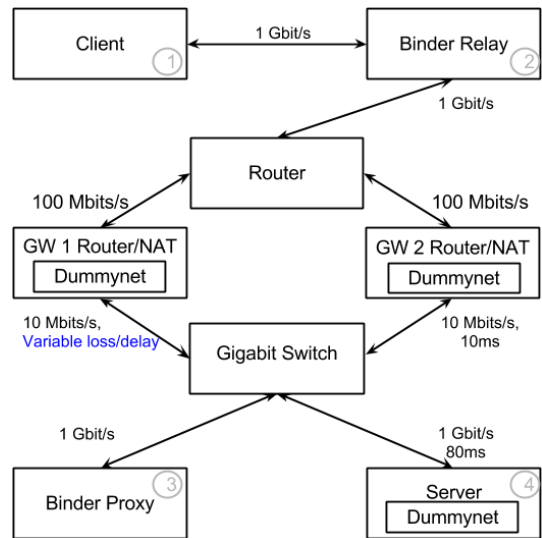 Client
1
1 Gbit/s
Binder Relay
2
1 Gbit/s
Router
100 Mbits/s
100 Mbits/s
GW 1 Router/NAT
Dummynet
GW 2 Router/NAT
Dummynet
10 Mbits/s,
Variable loss/delay
Gigabit Switch
10 Mbits/s,
10ms
1 Gbit/s
1 Gbit/s
80ms
Binder Proxy
3
Server
4
Dummynet